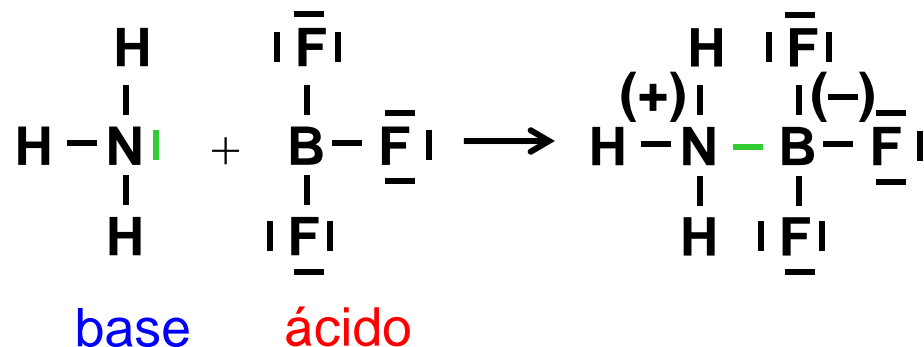 H H F
(+) (−)
H N + B F → H N B F
H F H F
base ácido